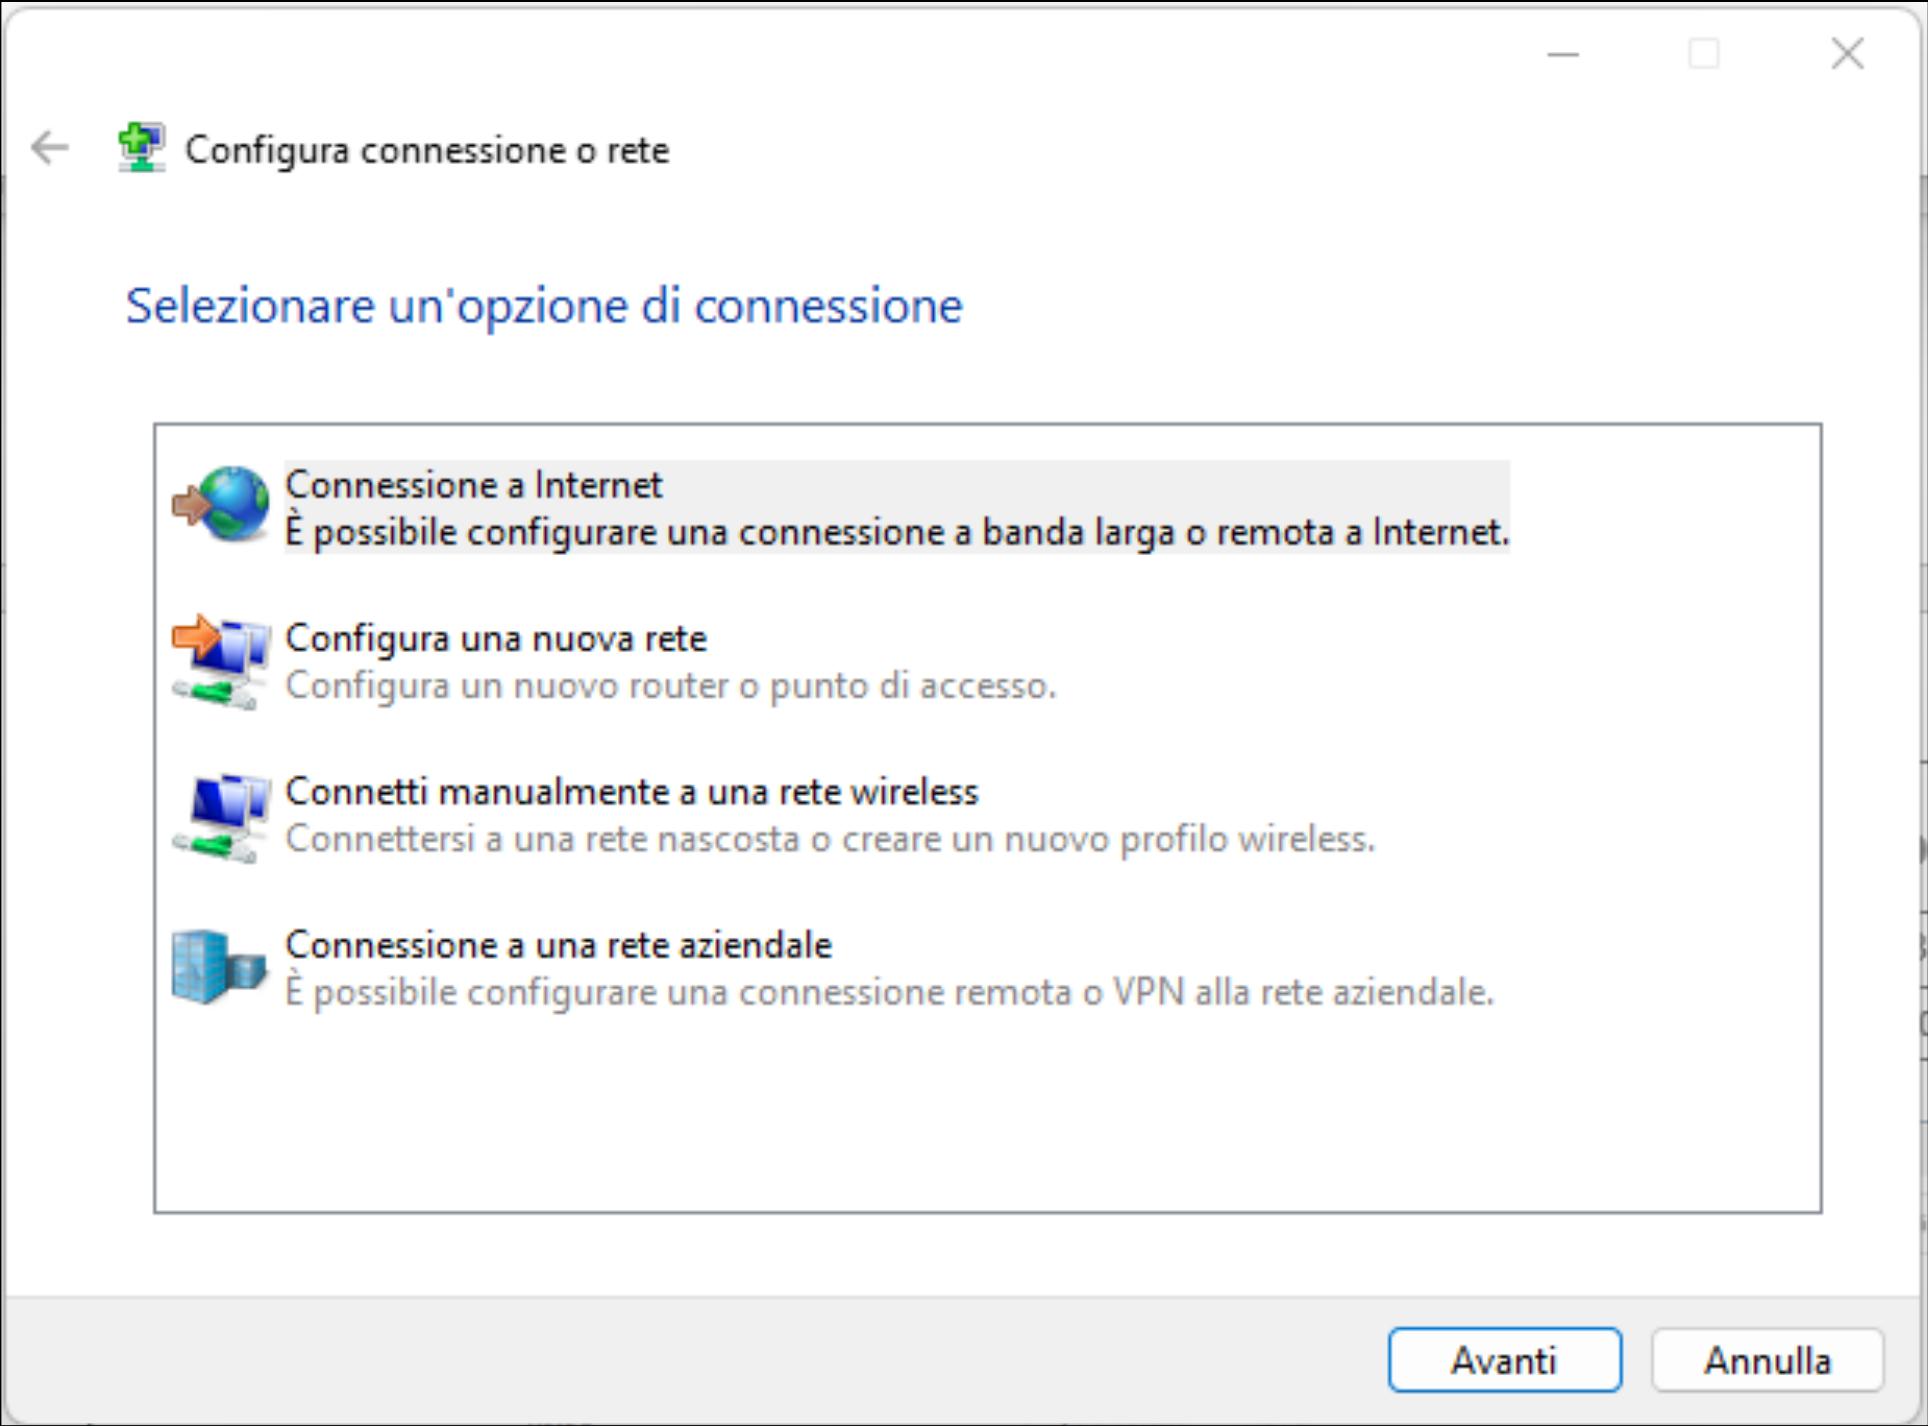 Configura connessione o rete
Selezionare un'opzione di connessione
Connessione a Internet
È possibile configurare una connessione a banda larga o remota a Internet.
Configura una nuova rete
Configura un nuovo router o punto di accesso.
Connetti manualmente a una rete wireless
Connettersi a una rete nascosta o creare un nuovo profilo wireless.
Connessione a una rete aziendale
È possibile configurare una connessione remota o VPN alla rete aziendale.
Avanti
Annulla